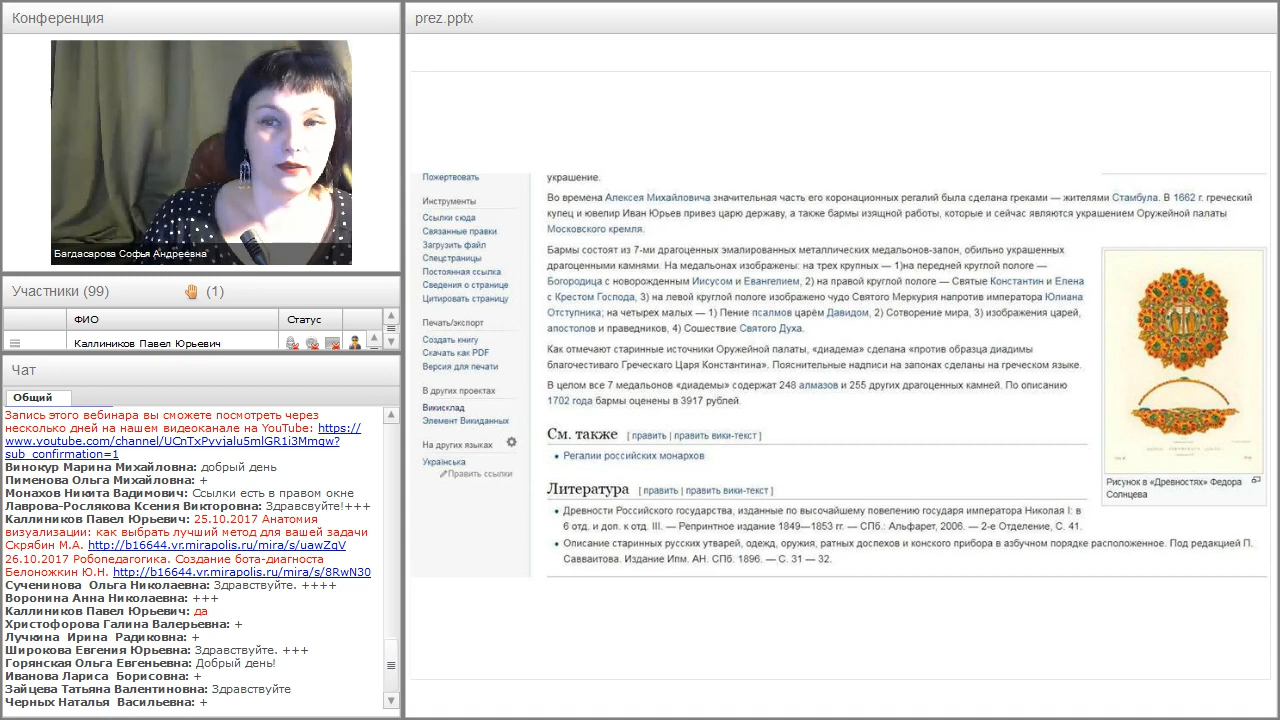 Конференция
Багдасарова Софья Андреевна
Участники (99)
(1)
ФИО
Статус
Каллиников Павел Юрьевич
Чат
Общий
Запись этого вебинара вы сможете посмотреть через
несколько дней на нашем видеоканале на YouTube: https://
www.youtube.com/channel/UCnTxPyvjalu5mlGR1i3Mmqw?
sub_confirmation=1
Винокур Марина Михайловна: добрый день
Пименова Ольга Михайловна: +
Монахов Никита Вадимович: Ссылки есть в правом окне
Лаврова-Рослякова Ксения Викторовна: Здравсвуйте!+++
Каллиников Павел Юрьевич: 25.10.2017 Анатомия
визуализации: как выбрать лучший метод для вашей задачи
Скрябин М.А. http://b16644.vr.mirapolis.ru/mira/s/uawZqV
26.10.2017 Робопедагогика. Создание бота-диагноста
Белоножкин Ю.Н. http://b16644.vr.mirapolis.ru/mira/s/8RwN30
Сученинова Ольга Николаевна: Здравствуйте. ++++
Воронина Анна Николаевна: +++
Каллиников Павел Юрьевич: да
Христофорова Галина Валерьевна: +
Лучкина Ирина Радиковна: +
Широкова Евгения Юрьевна: Здравствуйте. +++
Горянская Ольга Евгеньевна: Добрый день!
Иванова Лариса Борисовна: +
Зайцева Татьяна Валентиновна: Здравствуйте
Черных Наталья Васильевна: +
prez.pptx
Пожертвовать
Инструменты
Ссылки сюда
Связанные правки
Загрузить файл
Спецстраницы
Постоянная ссылка
Сведения о странице
Цитировать страницу
Печать/экспорт
Создать книгу
Скачать как PDF
Версия для печати
В других проектах
Викисклад
Элемент Викиданных
На других языках
Українська
Править ссылки
украшение.
Во времена Алексея Михайловича значительная часть его коронационных регалий была сделана греками — жителями Стамбула. В 1662 г. греческий
купец и ювелир Иван Юрьев привез царю державу, а также бармы изящной работы, которые и сейчас являются украшением Оружейной палаты
Московского кремля.
Бармы состоят из 7-ми драгоценных эмалированных металлических медальонов-запон, обильно украшенных
драгоценными камнями. На медальонах изображены: на трех крупных — 1)на передней круглой пологе —
Богородица с новорожденным Иисусом и Евангелием, 2) на правой круглой пологе — Святые Константин и Елена
с Крестом Господа, 3) на левой круглой пологе изображено чудо Святого Меркурия напротив императора Юлиана
Отступника; на четырех малых — 1) Пение псалмов царём Давидом, 2) Сотворение мира, 3) изображения царей,
апостолов и праведников, 4) Сошествие Святого Духа.
Как отмечают старинные источники Оружейной палаты, «диадема» сделана «против образца диадимы
благочестиваго Греческаго Царя Константина». Пояснительные надписи на запонах сделаны на греческом языке.
В целом все 7 медальонов «диадемы» содержат 248 алмазов и 255 других драгоценных камней. По описанию
1702 года бармы оценены в 3917 рублей.
См. также [ править | править вики-текст ]
Регалии российских монархов
Литература [ править | править вики-текст ]
Древности Российского государства, изданные по высочайшему повелению государя императора Николая I: в
6 отд. и доп. к отд. III. — Репринтное издание 1849—1853 гг. — СПб.: Альфарет, 2006. — 2-е Отделение, С. 41.
Описание старинных русских утварей, одежд, оружия, ратных доспехов и конского прибора в азбучном порядке расположенное. Под редакцией П.
Савваитова. Издание Ипм. АН. СПб. 1896. — С. 31 — 32.
Рисунок в «Древностях» Федора
Солнцева